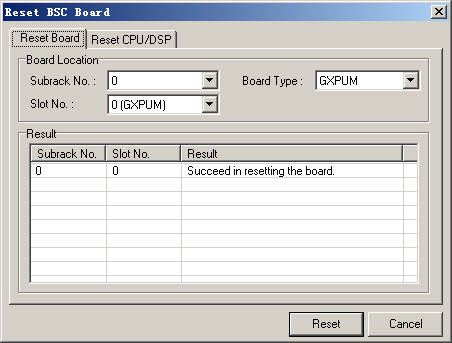 Reset BSC Board
Reset Board Reset CPU/DSP
Board Location
Subrack No. : 0 Board Type : GXPUM
Slot No. : 0 (GXPUM)
Result
Subrack No. Slot No. Result
0 0 Succeed in resetting the board.
Reset Cancel